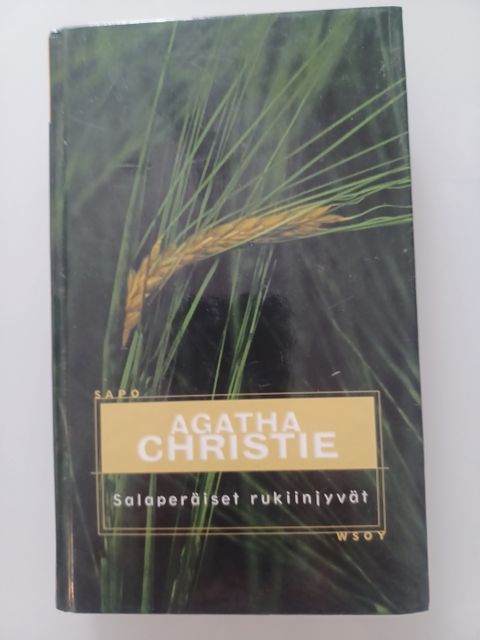 SAPO
AGATHA
CHRISTIE
Salaperäiset rukiinjyvät
WSOY